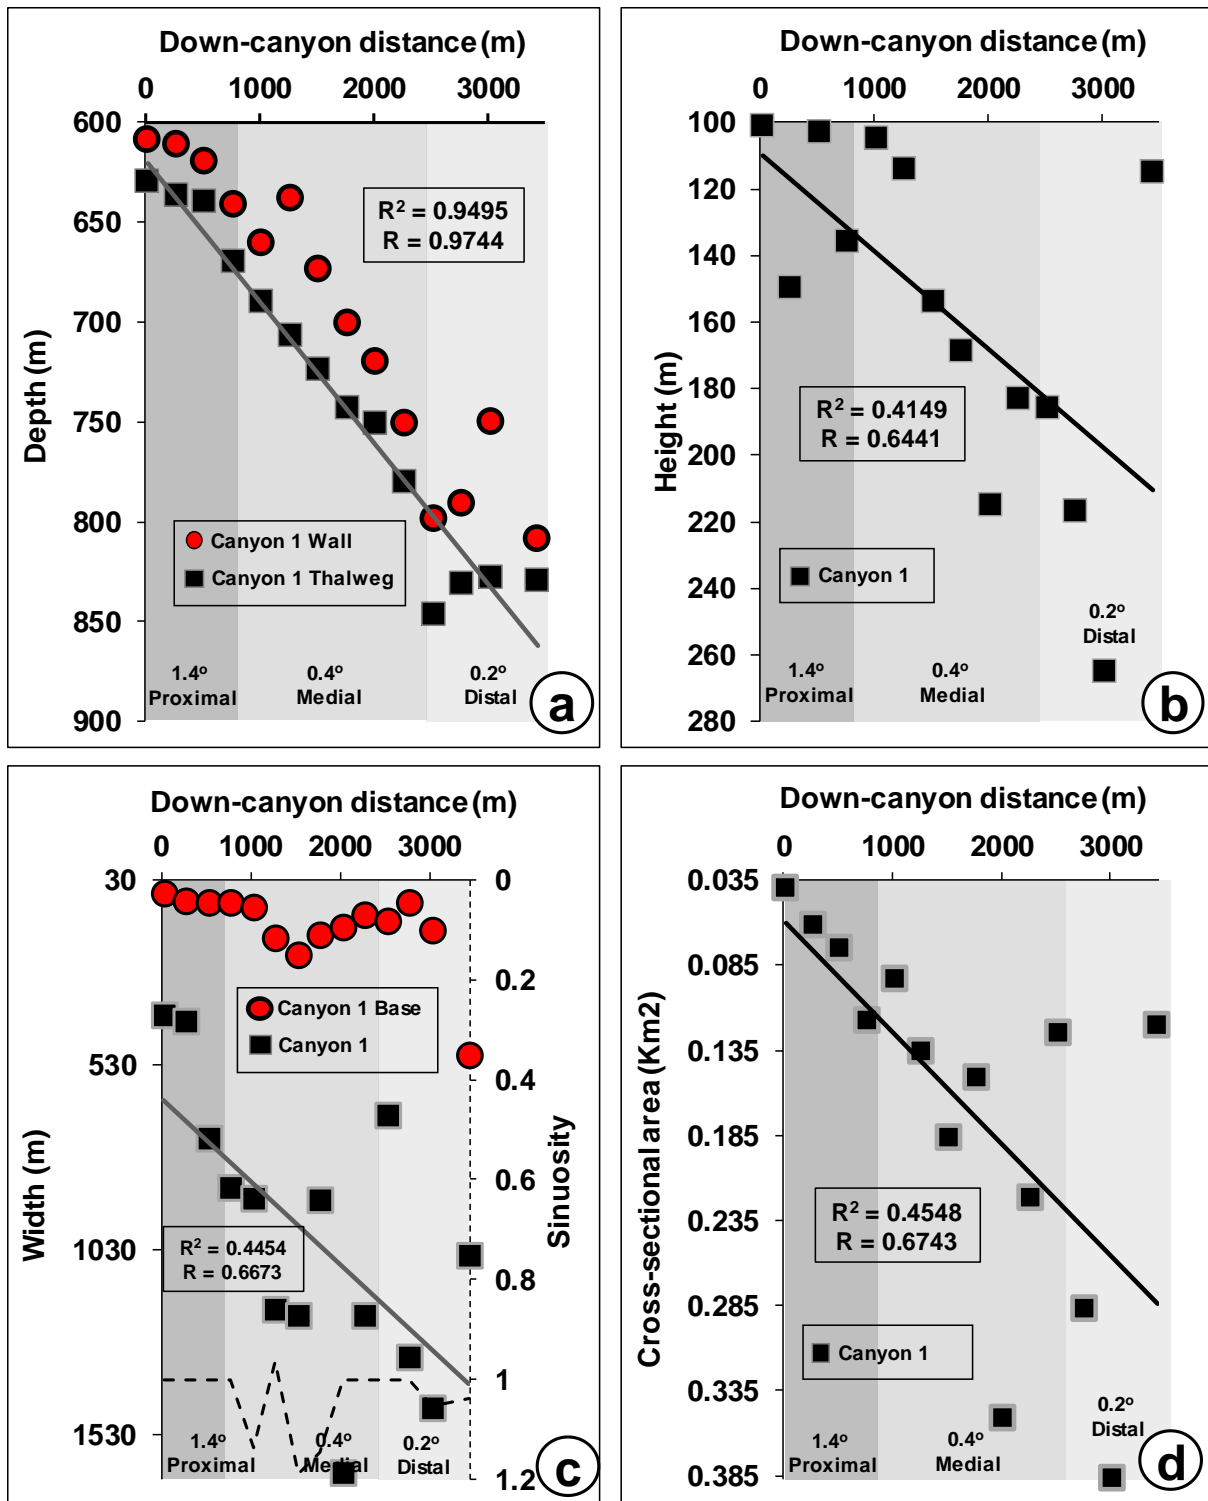 Down-canyon distance (m)
0 1000 2000 3000
600
650
700
750
800
850
900
Depth (m)
R² = 0.9495
R = 0.9744
Canyon 1 Wall
Canyon 1 Thalweg
1.4º
Proximal
0.4º
Medial
0.2º
Distal
a
Down-canyon distance (m)
0 1000 2000 3000
100
120
140
160
180
200
220
240
260
280
Height (m)
R² = 0.4149
R = 0.6441
Canyon 1
1.4º
Proximal
0.4º
Medial
0.2º
Distal
b
Down-canyon distance (m)
0 1000 2000 3000
30
530
1030
1530
Width (m)
0
0.2
0.4
0.6
0.8
1
1.2
Sinuosity
Canyon 1 Base
Canyon 1
R² = 0.4454
R = 0.6673
1.4º
Proximal
0.4º
Medial
0.2º
Distal
c
Down-canyon distance (m)
0 1000 2000 3000
0.035
0.085
0.135
0.185
0.235
0.285
0.335
0.385
Cross-sectional area (Km2)
R² = 0.4548
R = 0.6743
Canyon 1
1.4º
Proximal
0.4º
Medial
0.2º
Distal
d